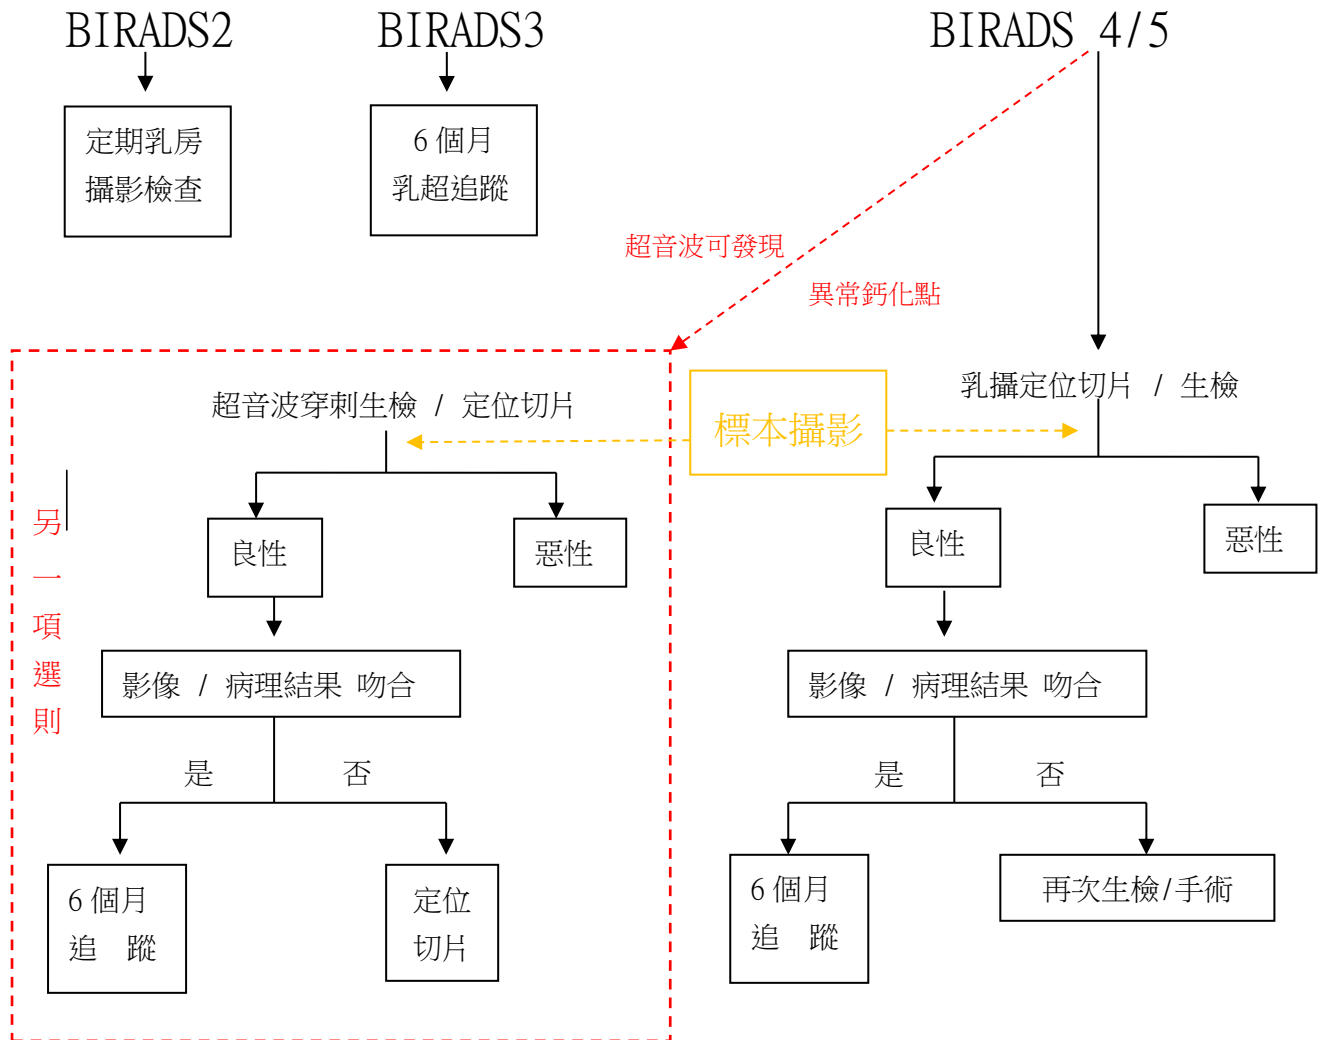 BIRADS2
BIRADS3
BIRADS 4/5
定期乳房
攝影檢查
6個月
乳超追蹤
超音波可發現
異常鈣化點
乳攝定位切片 / 生檢
超音波穿刺生檢 / 定位切片
標本攝影
另
一
項
選
則
良性
惡性
良性
惡性
影像 / 病理結果 吻合
影像 / 病理結果 吻合
是
否
是
否
6個月
追 蹤
定位
切片
6個月
追 蹤
再次生檢/手術